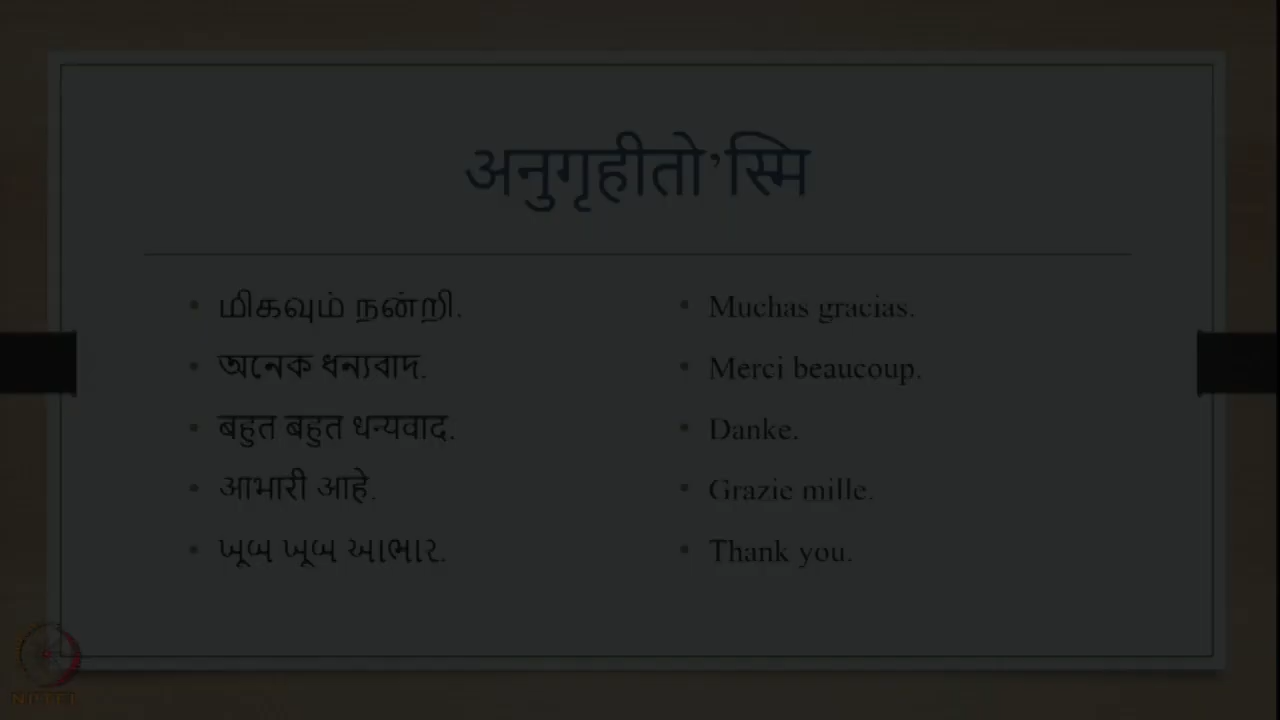 अनुगृहीतो’स्मि
• மிகவும் நன்றி.
• অনেক ধন্যবাদ.
• बहुत बहुत धन्यवाद.
• आभारी आहे.
• ખૂબ ખૂબ આભાર.
• Muchas gracias.
• Merci beaucoup.
• Danke.
• Grazie mille.
• Thank you.
NPTEL